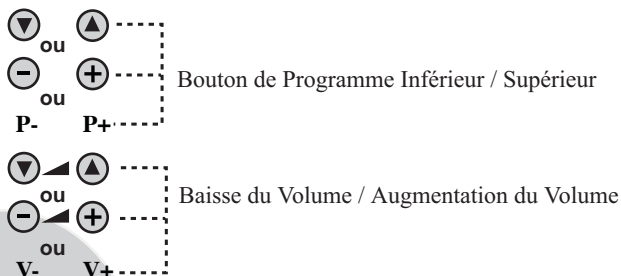 ou
ou
Bouton de Programme Inférieur / Supérieur
P- P+
ou
Baisse du Volume / Augmentation du Volume
ou
V- V+